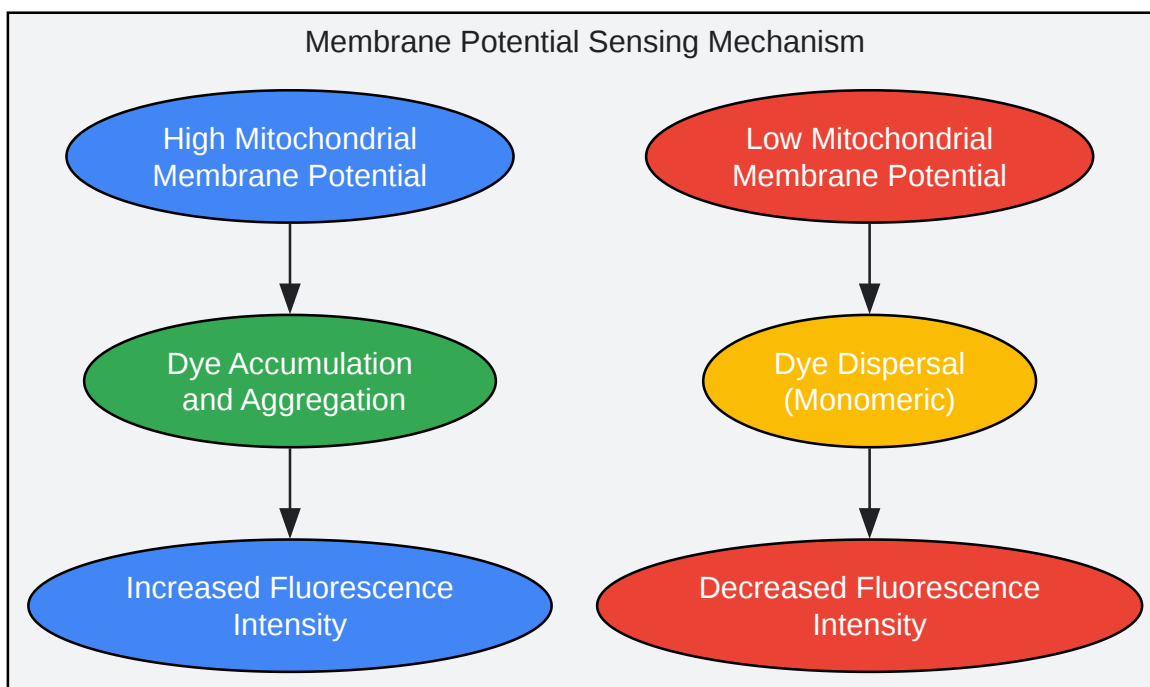 Membrane Potential Sensing Mechanism
High Mitochondrial
Membrane Potential
Low Mitochondrial
Membrane Potential
Dye Accumulation
and Aggregation
Dye Dispersal
(Monomeric)
Increased Fluorescence
Intensity
Decreased Fluorescence
Intensity